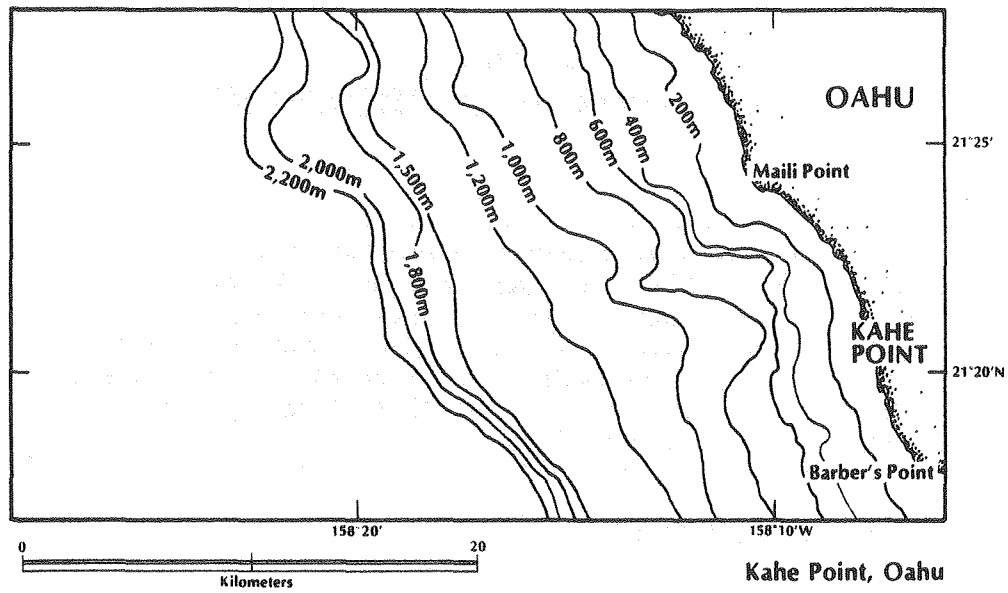 OAHU
200m
400m
600m
800m
1,000m
1,200m
1,500m
2,000m
2,200m
1,800m
21°25'
Maili Point
KAHE
POINT
21°20'N
Barber's Point
158°20'
158°10'W
0
20
Kilometers
Kahe Point, Oahu